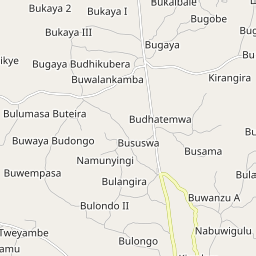 Bukaibale
Bukaya 2
Bukaya I
Bugobe
Bukaya III
Bugaya
Bugaya Budhikubera
Buwalankamba
Kirangira
Bulumasa Buteira
Budhatemwa
Buwaya Budongo
Bususwa
Busama
Namunyingi
Buwempasa
Bulangira
Buwanzu A
Bulondo II
Nabuwigulu
Tweyambe
Bulongo